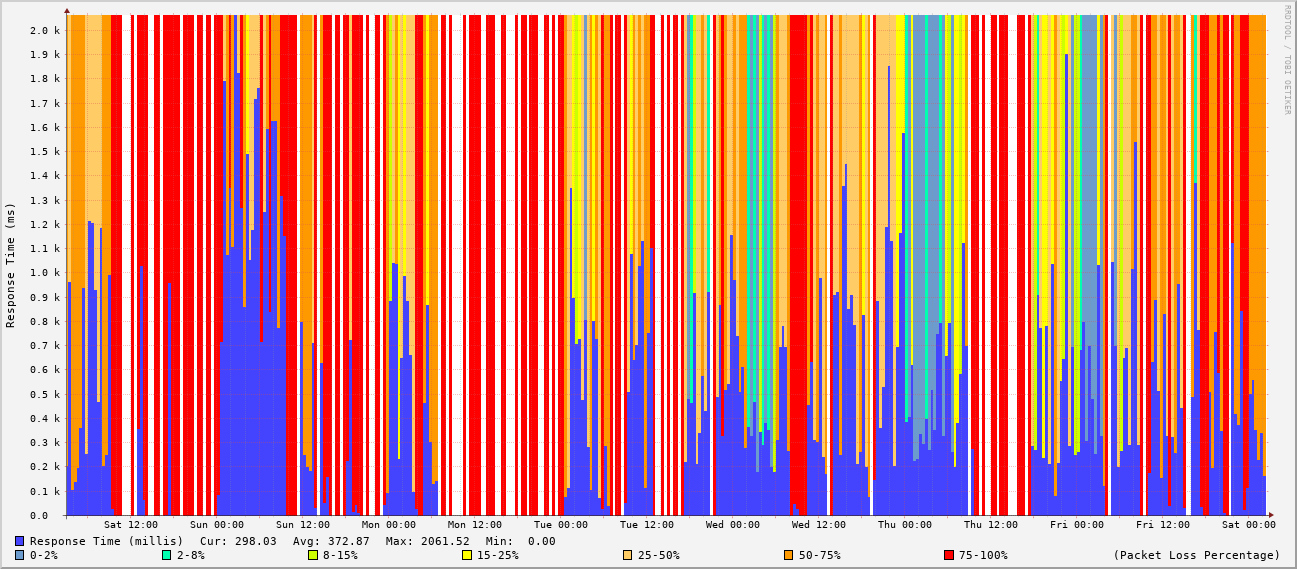 RRDTOOL / TOBI OETIKER
2.0 k
1.9 k
1.8 k
1.7 k
1.6 k
1.5 k
1.4 k
1.3 k
1.2 k
1.1 k
1.0 k
0.9 k
0.8 k
0.7 k
0.6 k
0.5 k
0.4 k
0.3 k
0.2 k
0.1 k
0.0
Response Time (ms)
Sat 12:00 Sun 00:00 Sun 12:00 Mon 00:00 Mon 12:00 Tue 00:00 Tue 12:00 Wed 00:00 Wed 12:00 Thu 00:00 Thu 12:00 Fri 00:00 Fri 12:00 Sat 00:00
Response Time (millis) Cur: 298.03 Avg: 372.87 Max: 2061.52 Min: 0.00
0-2% 2-8% 8-15% 15-25% 25-50% 50-75% 75-100% (Packet Loss Percentage)